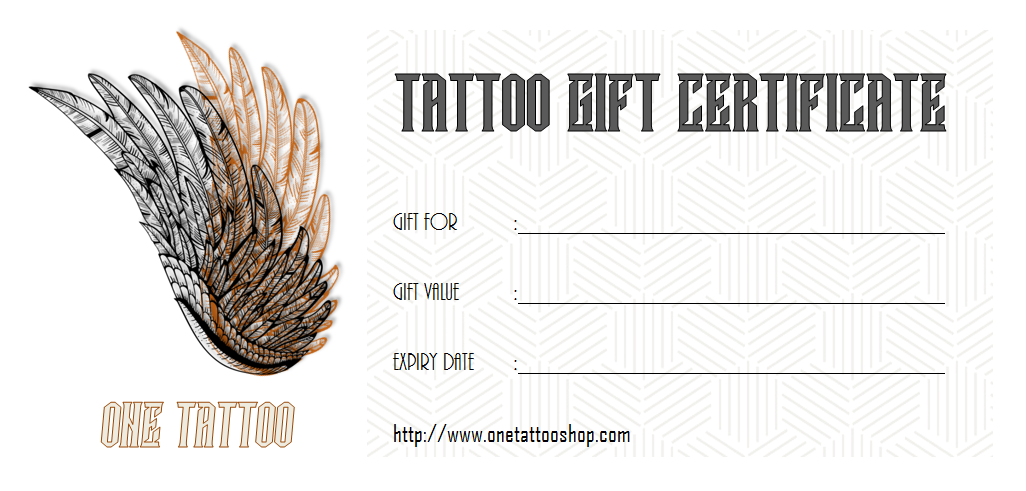 TATTOO GIFT CERTIFICATE
GIFT FOR :
GIFT VALUE :
EXPIRY DATE :
http://www.onetattooshop.com
ONE TATTOO